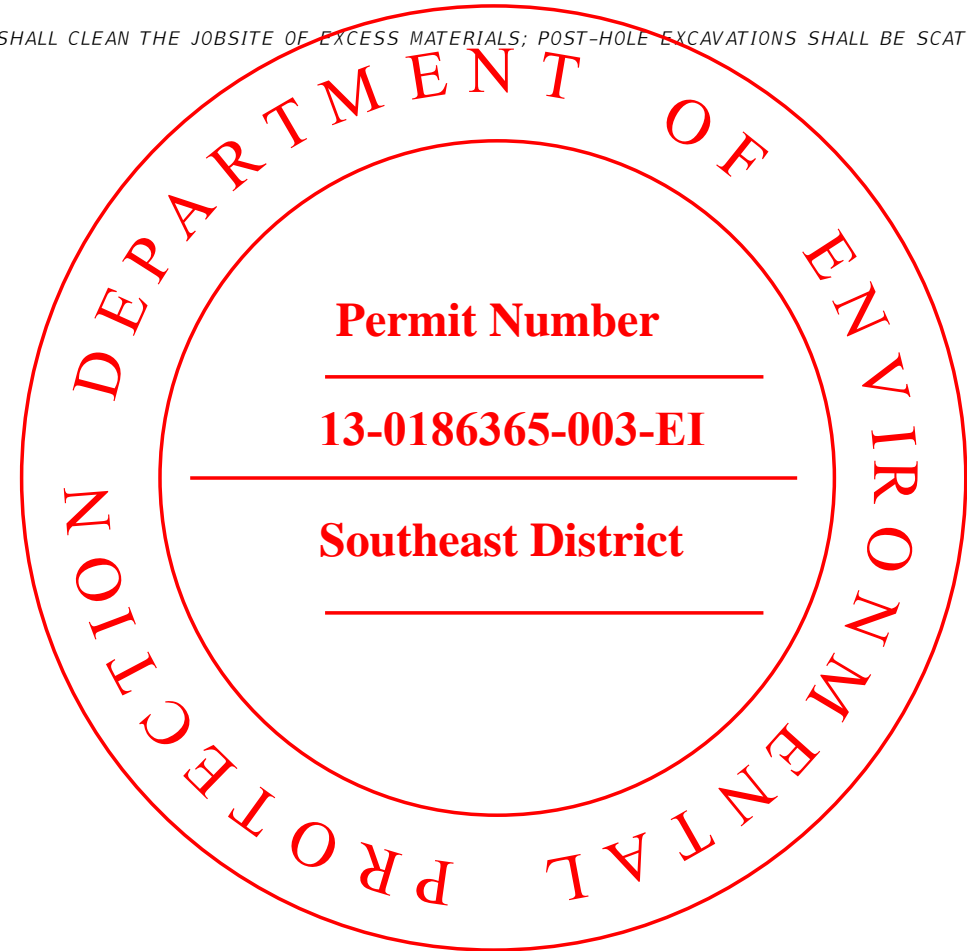 SHALL CLEAN THE JOBSITE OF EXCESS MATERIALS; POST-HOLE EXCAVATIONS SHALL BE SCAT
DEPARTMENT OF ENVIRONMENTAL PROTECTION
Permit Number
13-0186365-003-EI
Southeast District